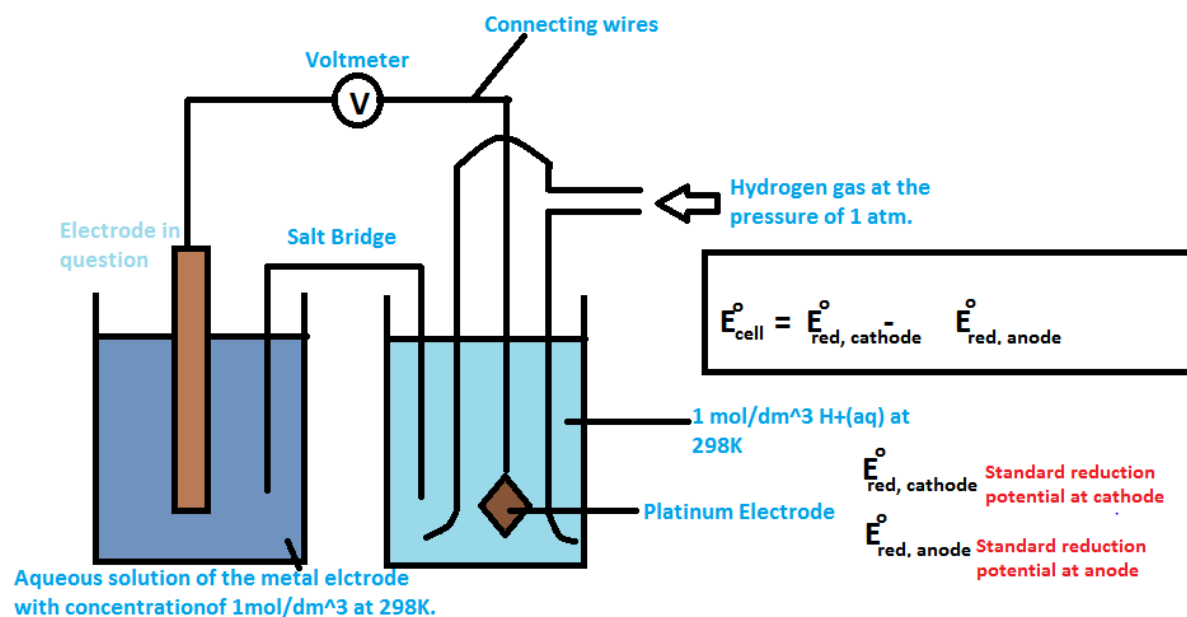 Connecting wires
Voltmeter
V
Hydrogen gas at the
pressure of 1 atm.
Electrode in
question
Salt Bridge
E°cell = E°red, cathode - E°red, anode
1 mol/dm^3 H+(aq) at
298K
E°red, cathode Standard reduction
potential at cathode
Platinum Electrode
E°red, anode Standard reduction
potential at anode
Aqueous solution of the metal elctrode
with concentrationof 1mol/dm^3 at 298K.